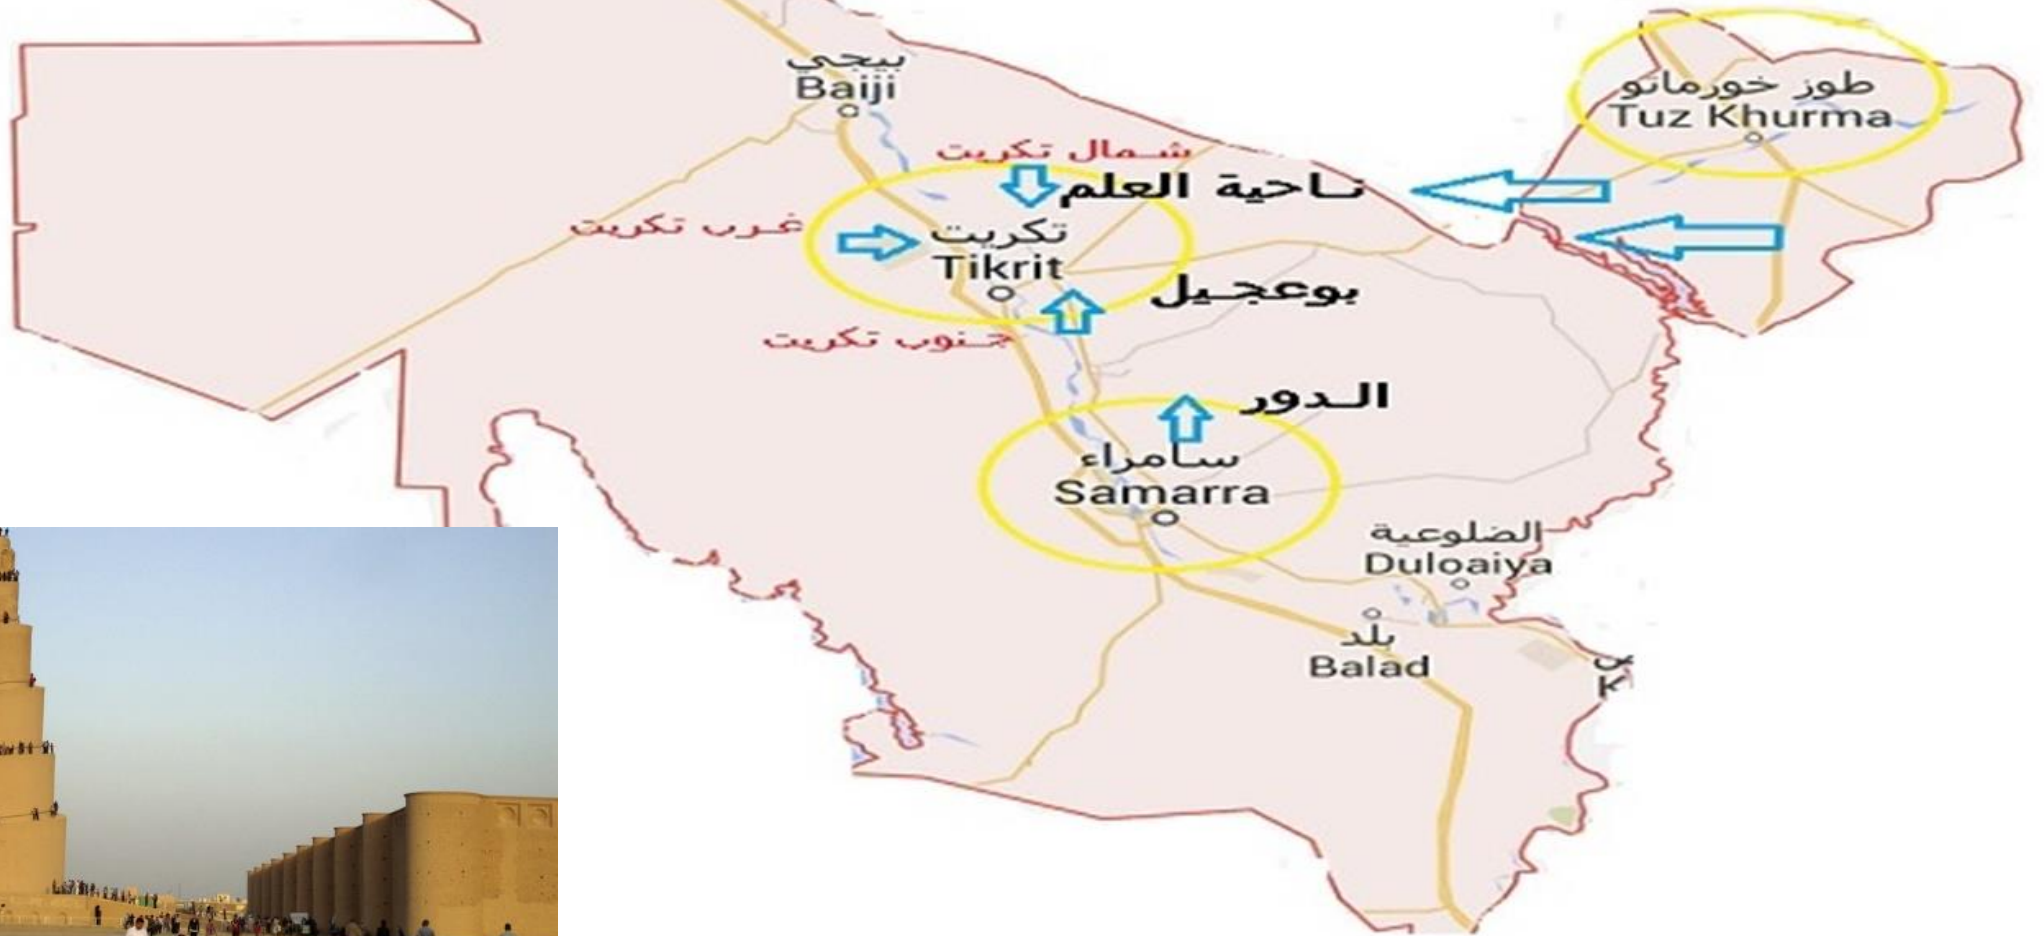 بيجي
Baiji
طوز خورماتو
Tuz Khurma
شمال تكريت
ناحية العلم
غرب تكريت
تكريت
Tikrit
بوعجيل
جنوب تكريت
الدور
سامراء
Samarra
الضلوعية
Duloaiya
بلد
Balad